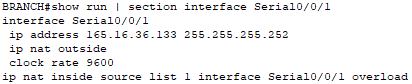 BRANCH#show run | section interface Serial0/0/1
interface Serial0/0/1
 ip address 165.16.36.133 255.255.255.252
 ip nat outside
 clock rate 9600
ip nat inside source list 1 interface Serial0/0/1 overload